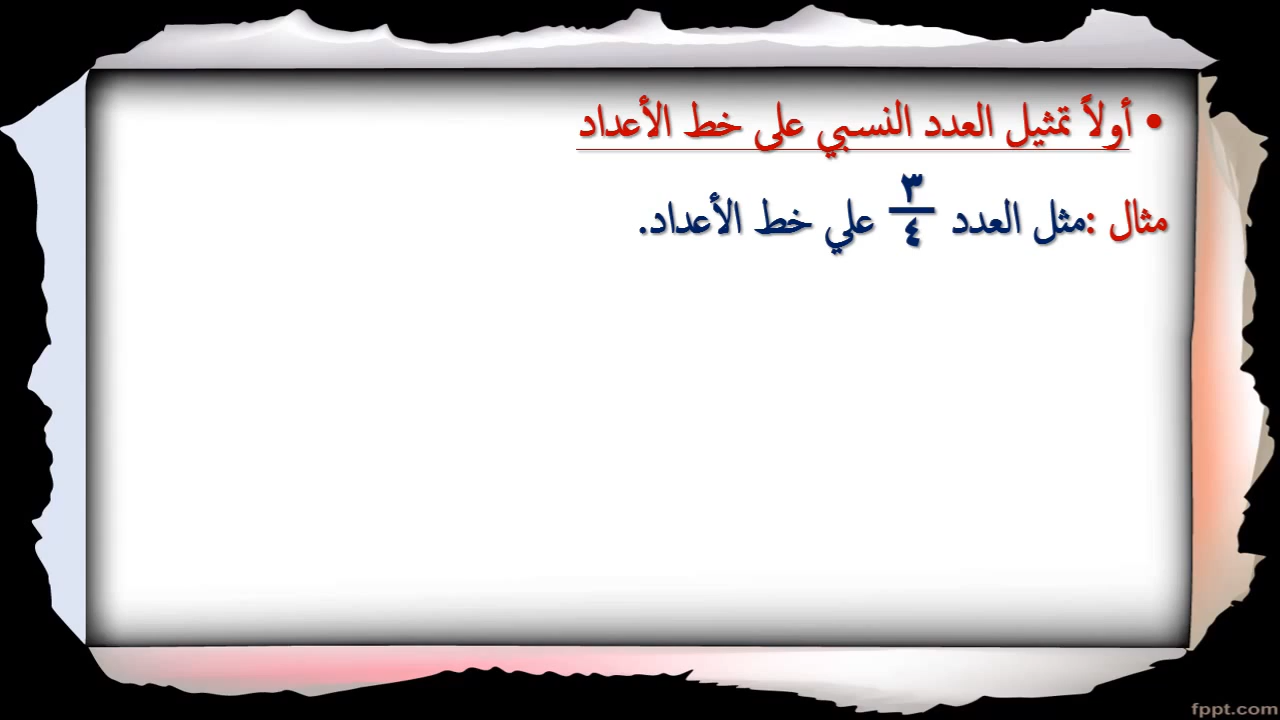 • أولاً تمثيل العدد النسبي على خط الأعداد
مثال :مثل العدد ٣/٤ علي خط الأعداد.
fppt.com